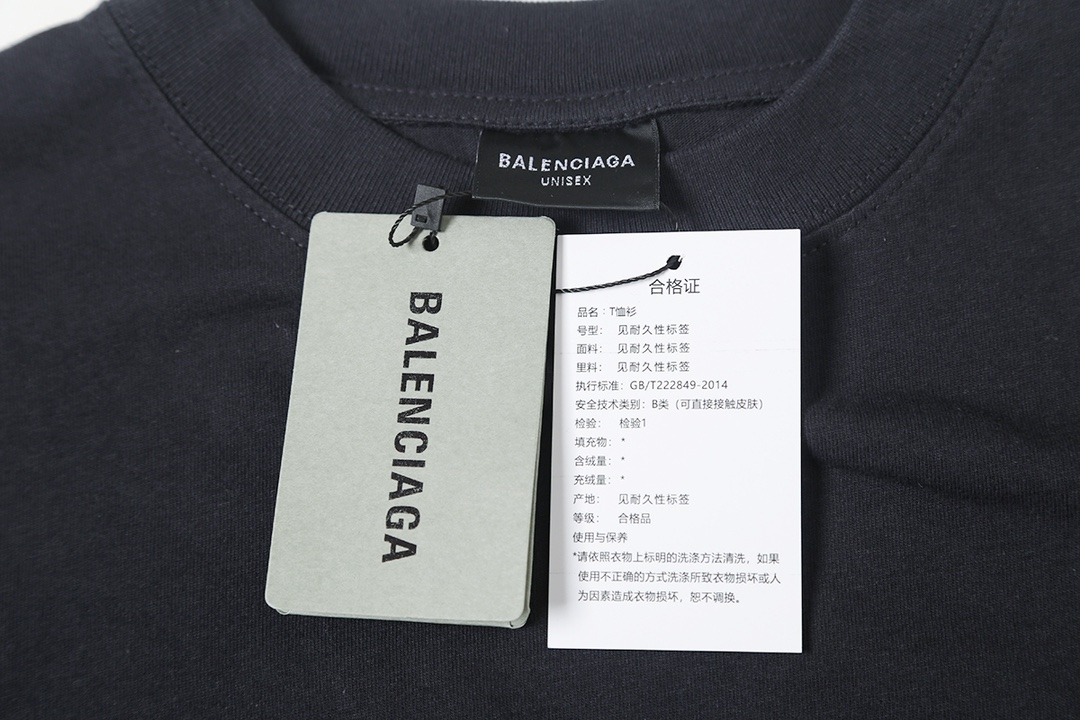 BALENCIAGA
UNISEX
BALENCIAGA
合格证
品名：T恤衫
号型： 见耐久性标签
面料： 见耐久性标签
里料： 见耐久性标签
执行标准：GB/T222849-2014
安全技术类别：B类（可直接接触皮肤）
检验： 检验1
填充物： *
含绒量： *
充绒量： *
产地： 见耐久性标签
等级： 合格品
使用与保养
*请依照衣物上标明的洗涤方法清洗，如果
使用不正确的方式洗涤所致衣物损坏或人
为因素造成衣物损坏，恕不调换。